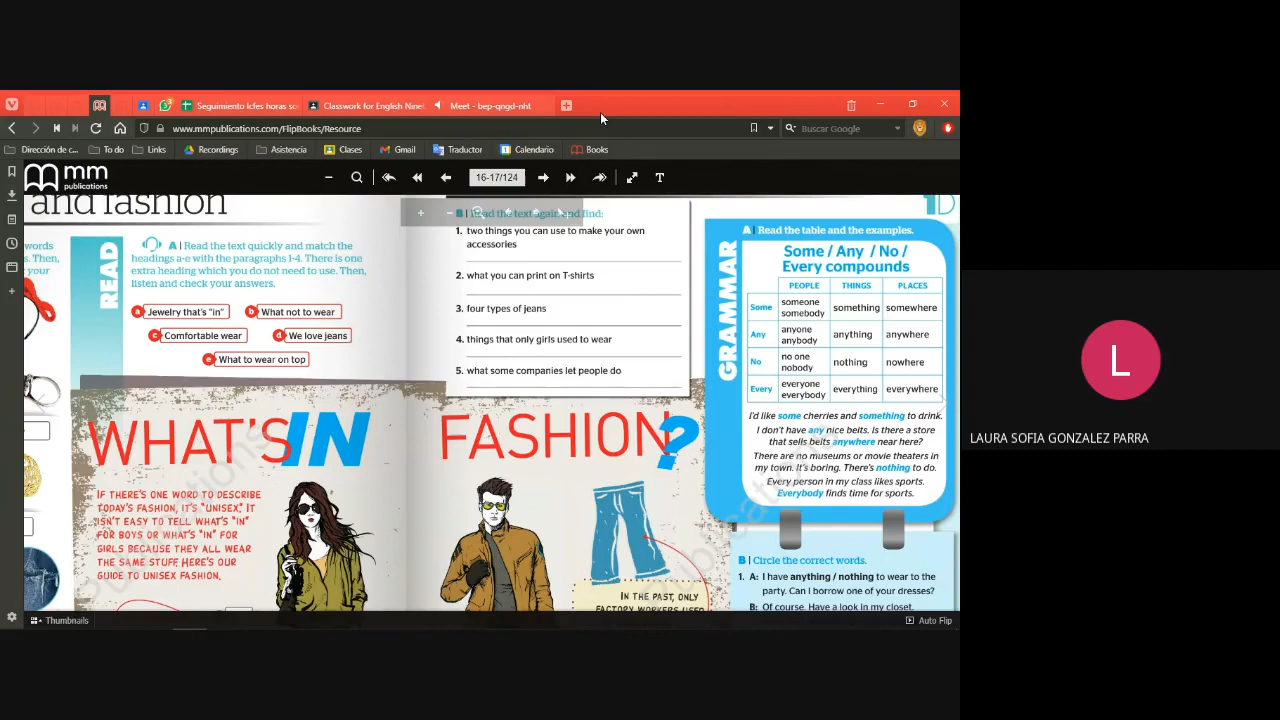 Seguimiento Icfes horas so
Classwork for English Nine
Meet - bep-qngd-nht
www.mmpublications.com/FlipBooks/Resource
Buscar Google
Dirección de c...
To do
Links
Recordings
Asistencia
Clases
Gmail
Traductor
Calendario
Books
mm
publications
16-17/124
T
and fashion
words
s. Then,
your
READ
A | Read the text quickly and match the
headings a-e with the paragraphs 1-4. There is one
extra heading which you do not need to use. Then,
listen and check your answers.
a Jewelry that's "in"
b What not to wear
c Comfortable wear
d We love jeans
e What to wear on top
B | Read the text again and find:
1. two things you can use to make your own
accessories
2. what you can print on T-shirts
3. four types of jeans
4. things that only girls used to wear
5. what some companies let people do
WHAT'S IN FASHION?
IF THERE'S ONE WORD TO DESCRIBE
TODAY'S FASHION, IT'S "UNISEX." IT
ISN'T EASY TO TELL WHAT'S "IN"
FOR BOYS OR WHAT'S "IN" FOR
GIRLS BECAUSE THEY ALL WEAR
THE SAME STUFF. HERE'S OUR
GUIDE TO UNISEX FASHION.
IN THE PAST, ONLY
FACTORY WORKERS USED
1D
GRAMMAR
A | Read the table and the examples.
Some / Any / No /
Every compounds
PEOPLE THINGS PLACES
Some someone somebody something somewhere
Any anyone anybody anything anywhere
No no one nobody nothing nowhere
Every everyone everybody everything everywhere
I'd like some cherries and something to drink.
I don't have any nice belts. Is there a store
that sells belts anywhere near here?
There are no museums or movie theaters in
my town. It's boring. There's nothing to do.
Every person in my class likes sports.
Everybody finds time for sports.
B | Circle the correct words.
1. A: I have anything / nothing to wear to the
party. Can I borrow one of your dresses?
B: Of course. Have a look in my closet.
Publications
Publications
Thumbnails
Auto Flip
L
LAURA SOFIA GONZALEZ PARRA